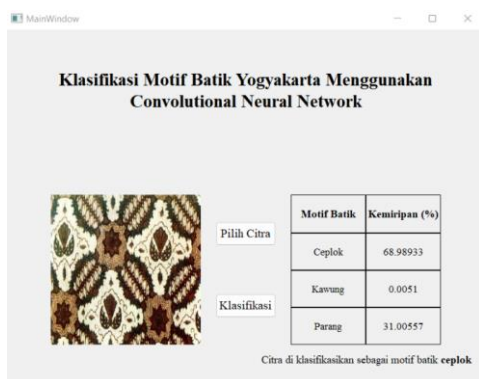 MainWindow
Klasifikasi Motif Batik Yogyakarta Menggunakan
Convolutional Neural Network
Pilih Citra
Klasifikasi
Motif Batik Kemiripan (%)
Ceplok 68.98933
Kawung 0.0051
Parang 31.00557
Citra di klasifikasikan sebagai motif batik ceplok